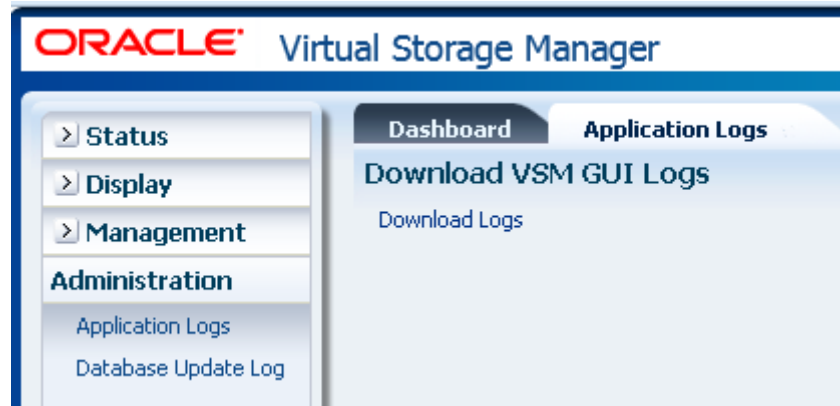 ORACLE Virtual Storage Manager
Status
Display
Management
Administration
Application Logs
Database Update Log
Dashboard
Application Logs
Download VSM GUI Logs
Download Logs